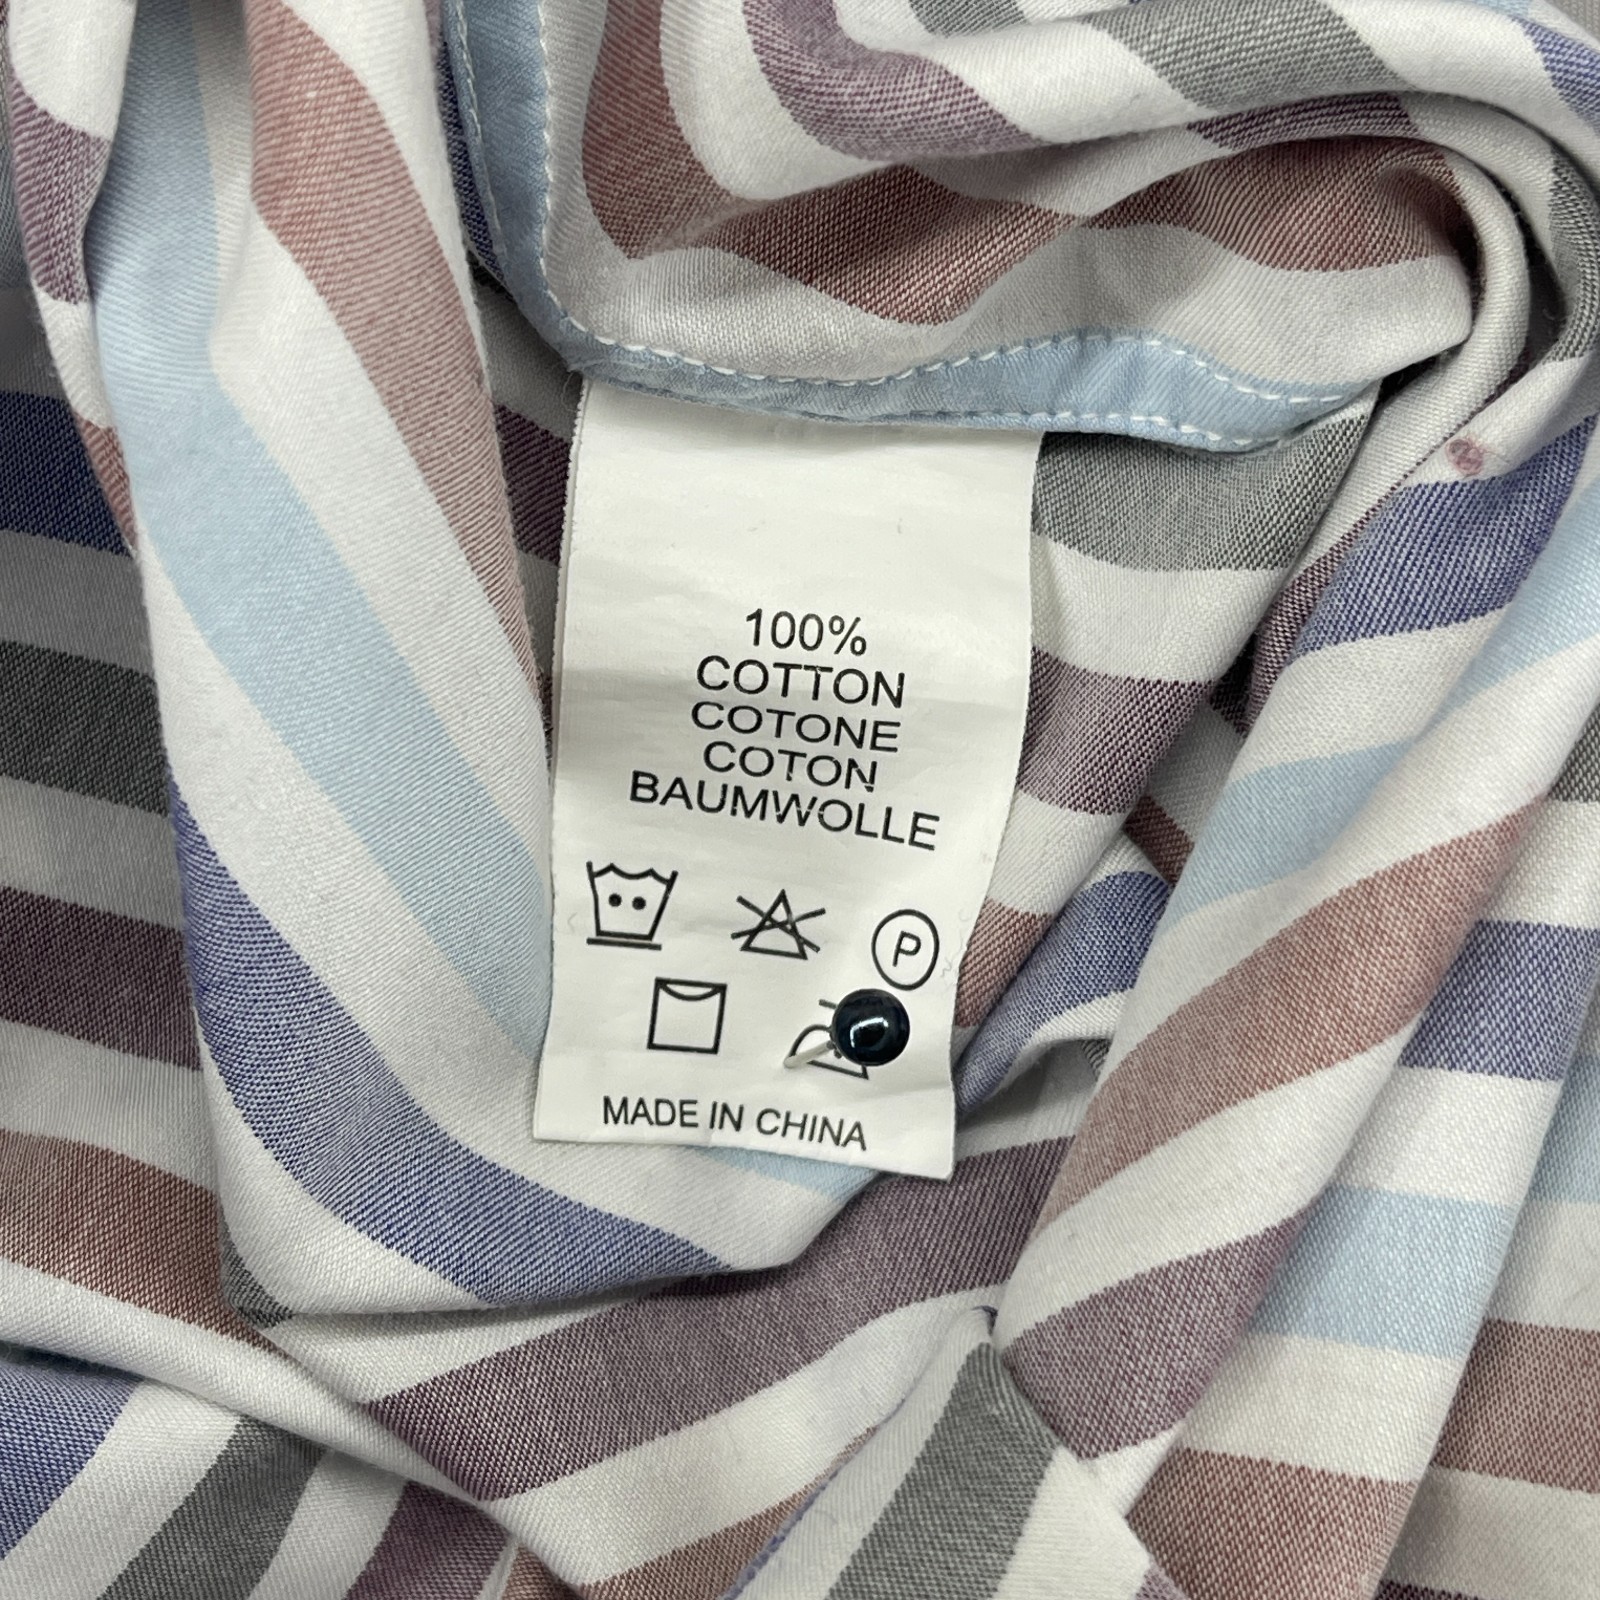 100%
COTTON
COTONE
COTON
BAUMWOLLE
P
MADE IN CHINA